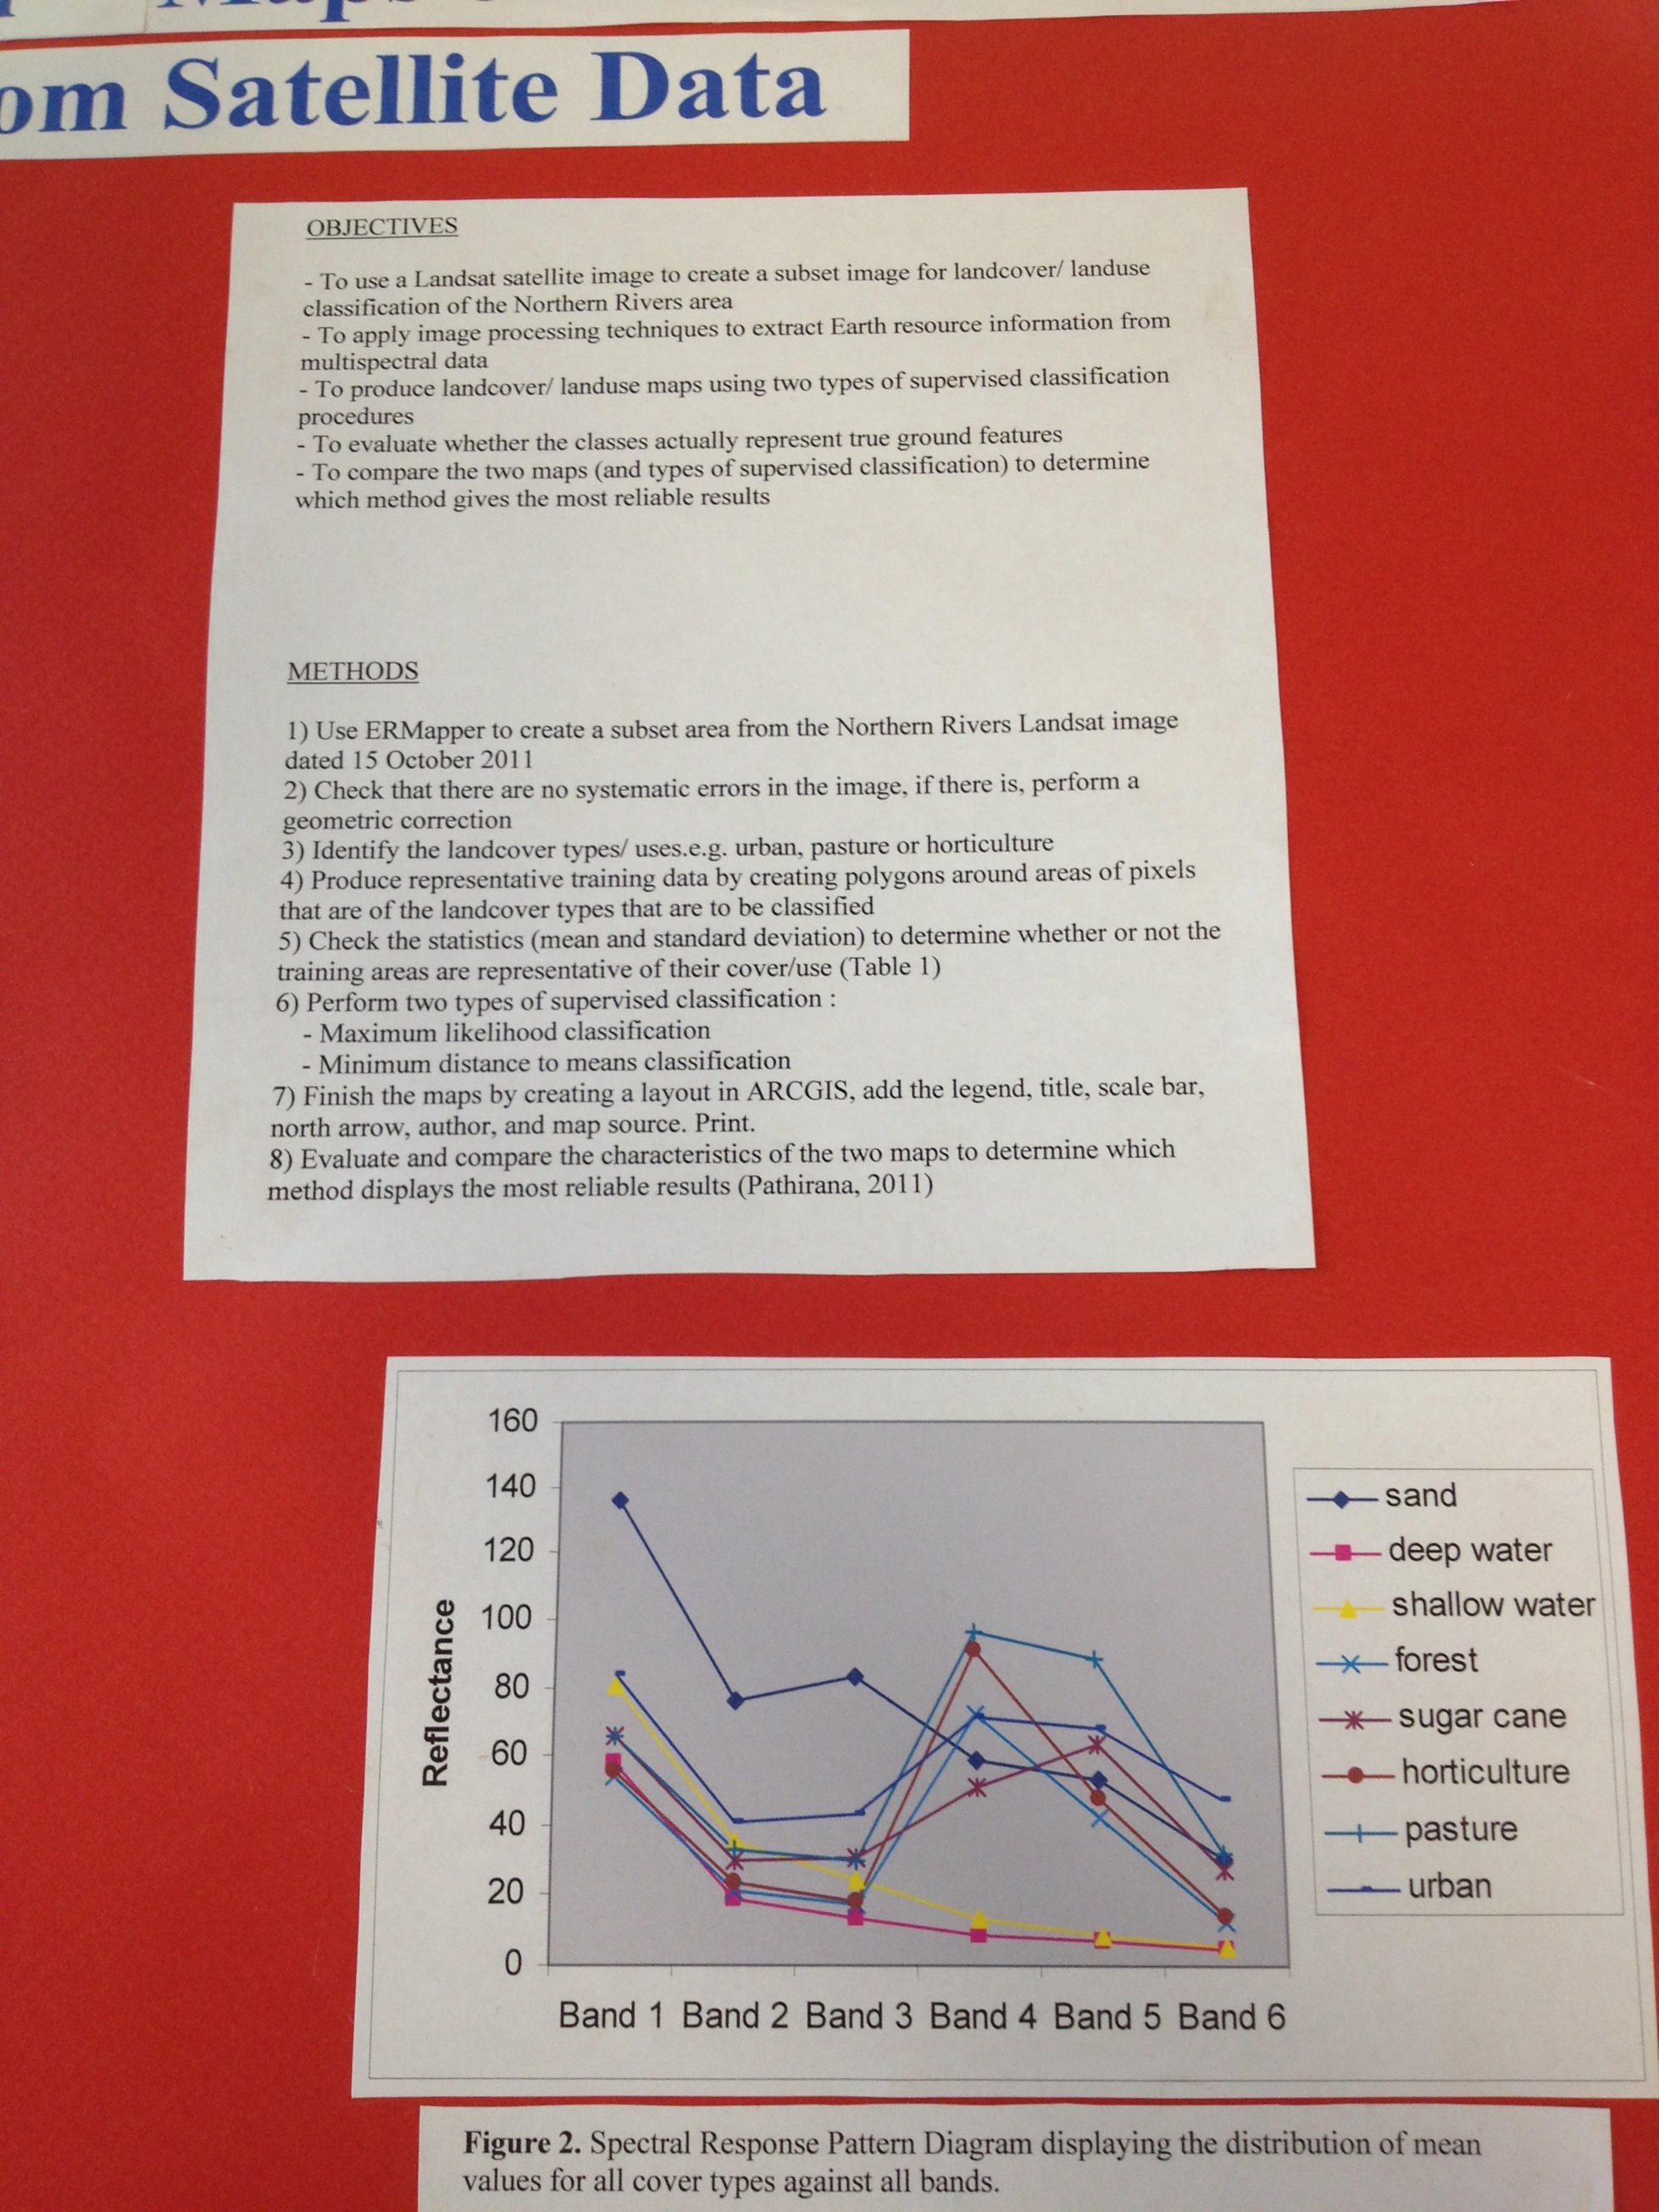 om Satellite Data
OBJECTIVES
- To use a Landsat satellite image to create a subset image for landcover/ landuse
classification of the Northern Rivers area
- To apply image processing techniques to extract Earth resource information from
multispectral data
- To produce landcover/ landuse maps using two types of supervised classification
procedures
- To evaluate whether the classes actually represent true ground features
- To compare the two maps (and types of supervised classification) to determine
which method gives the most reliable results
METHODS
1) Use ERMapper to create a subset area from the Northern Rivers Landsat image
dated 15 October 2011
2) Check that there are no systematic errors in the image, if there is, perform a
geometric correction
3) Identify the landcover types/ uses.e.g. urban, pasture or horticulture
4) Produce representative training data by creating polygons around areas of pixels
that are of the landcover types that are to be classified
5) Check the statistics (mean and standard deviation) to determine whether or not the
training areas are representative of their cover/use (Table 1)
6) Perform two types of supervised classification :
- Maximum likelihood classification
- Minimum distance to means classification
7) Finish the maps by creating a layout in ARCGIS, add the legend, title, scale bar,
north arrow, author, and map source. Print.
8) Evaluate and compare the characteristics of the two maps to determine which
method displays the most reliable results (Pathirana, 2011)
160
140
120
100
80
60
40
20
0
Reflectance
Band 1 Band 2 Band 3 Band 4 Band 5 Band 6
sand
deep water
shallow water
forest
sugar cane
horticulture
pasture
urban
Figure 2. Spectral Response Pattern Diagram displaying the distribution of mean
values for all cover types against all bands.